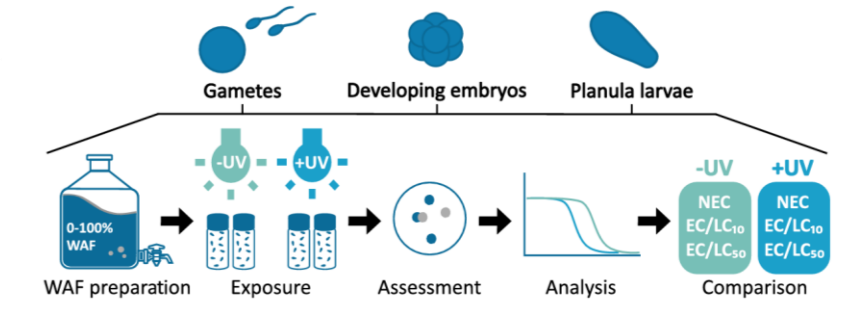 Gametes
Developing embryos
Planula larvae
-UV
+UV
-UV
+UV
0-100%
WAF
NEC
EC/LC₁₀
EC/LC₅₀
NEC
EC/LC₁₀
EC/LC₅₀
WAF preparation
Exposure
Assessment
Analysis
Comparison